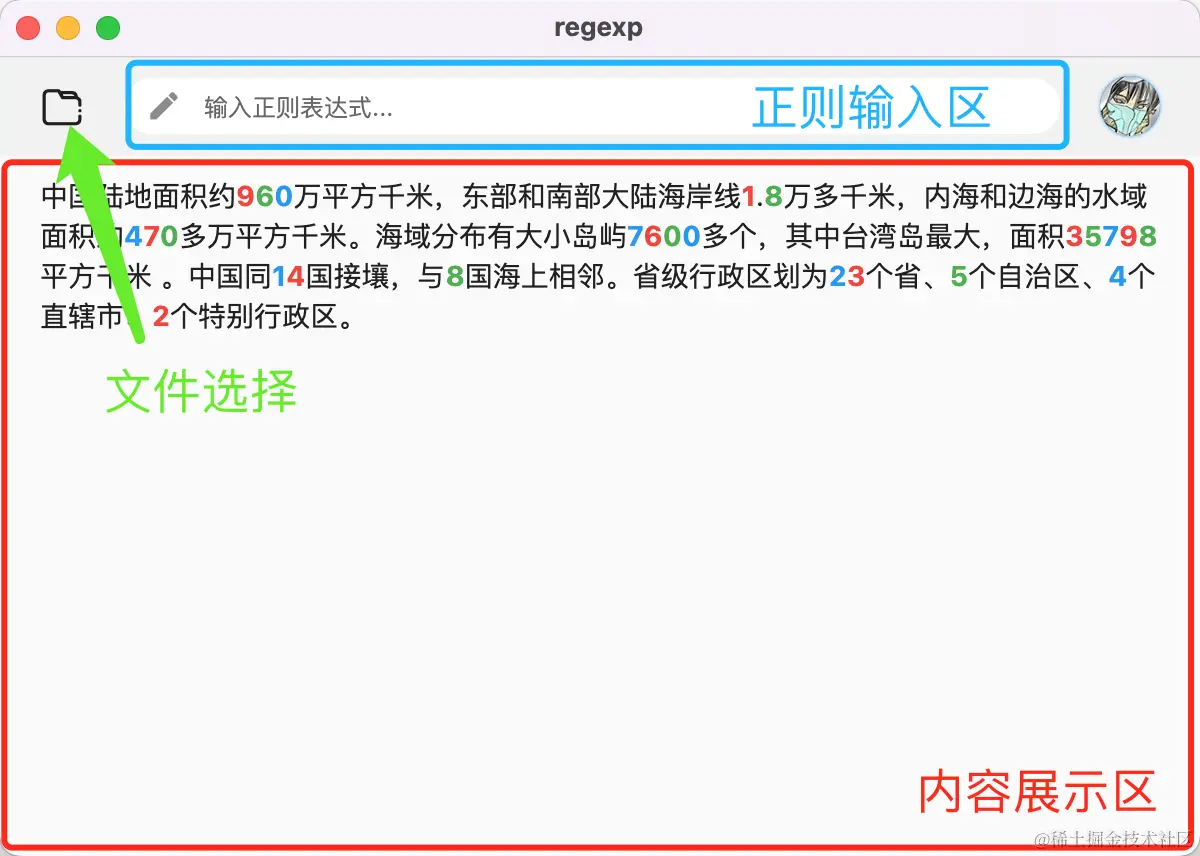 regexp
输入正则表达式...
正则输入区
中国陆地面积约960万平方千米，东部和南部大陆海岸线1.8万多千米，内海和边海的水域
面积约470多万平方千米。海域分布有大小岛屿7600多个，其中台湾岛最大，面积35798
平方千米 。中国同14国接壤，与8国海上相邻。省级行政区划为23个省、5个自治区、4个
直辖市、2个特别行政区。
文件选择
内容展示区
@稀土掘金技术社区